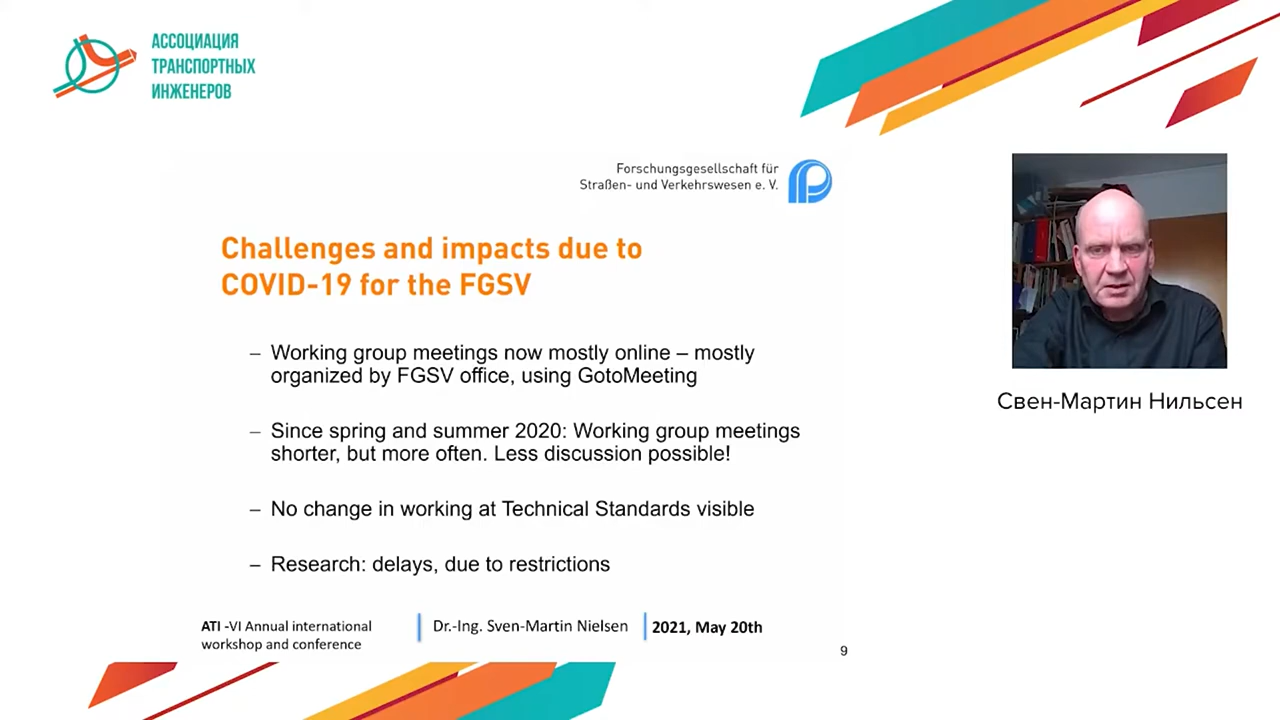 АССОЦИАЦИЯ
ТРАНСПОРТНЫХ
ИНЖЕНЕРОВ
Forschungsgesellschaft für
Straßen- und Verkehrswesen e. V.
Challenges and impacts due to
COVID-19 for the FGSV
– Working group meetings now mostly online – mostly
organized by FGSV office, using GotoMeeting
– Since spring and summer 2020: Working group meetings
shorter, but more often. Less discussion possible!
– No change in working at Technical Standards visible
– Research: delays, due to restrictions
ATI -VI Annual international
workshop and conference
Dr.-Ing. Sven-Martin Nielsen
2021, May 20th
9
Свен-Мартин Нильсен